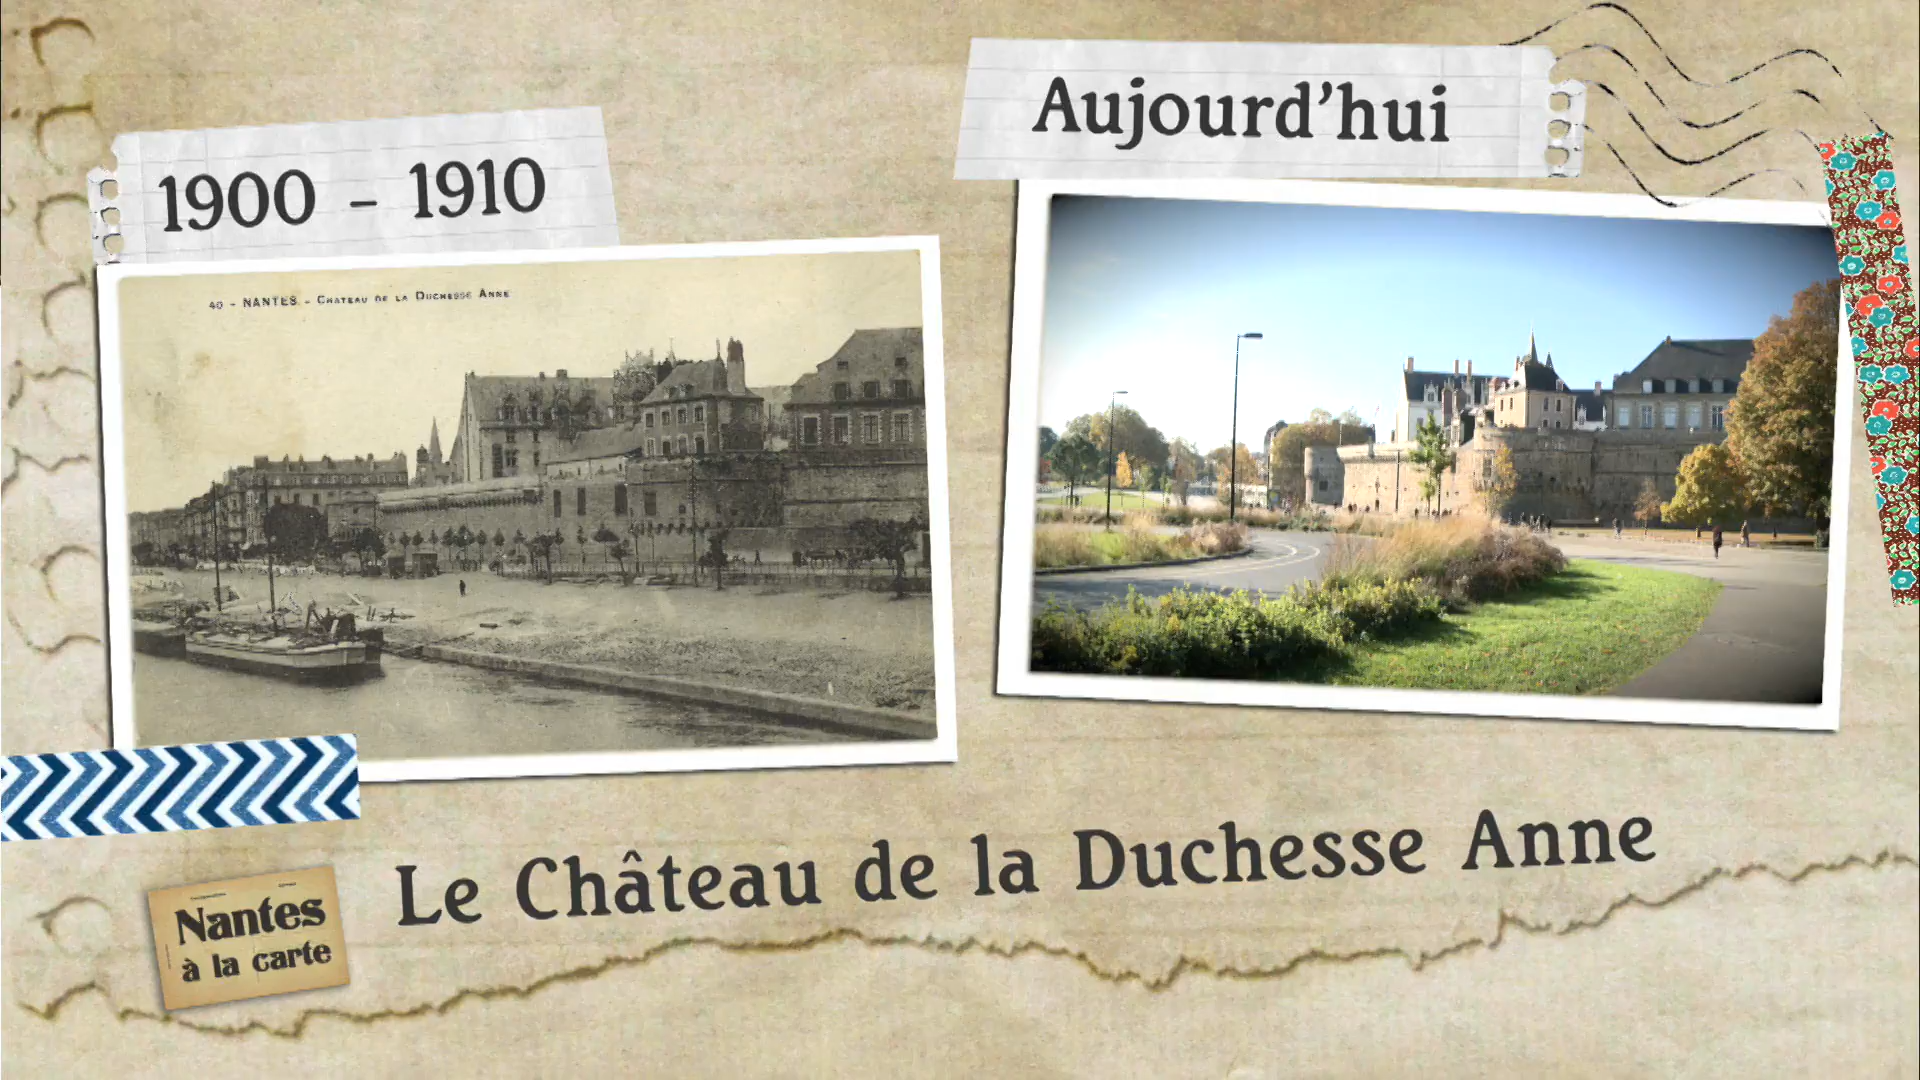 1900 - 1910
Aujourd'hui
40 - NANTES - Chateau de la Duchesse Anne
Le Château de la Duchesse Anne
Nantes
à la carte